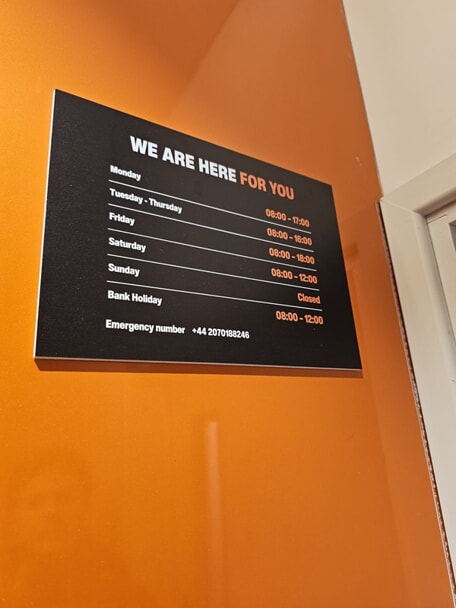 WE ARE HERE FOR YOU
Monday 08:00 - 17:00
Tuesday - Thursday 08:00 - 16:00
Friday 08:00 - 18:00
Saturday 08:00 - 12:00
Sunday Closed
Bank Holiday 08:00 - 12:00
Emergency number +44 2070188246